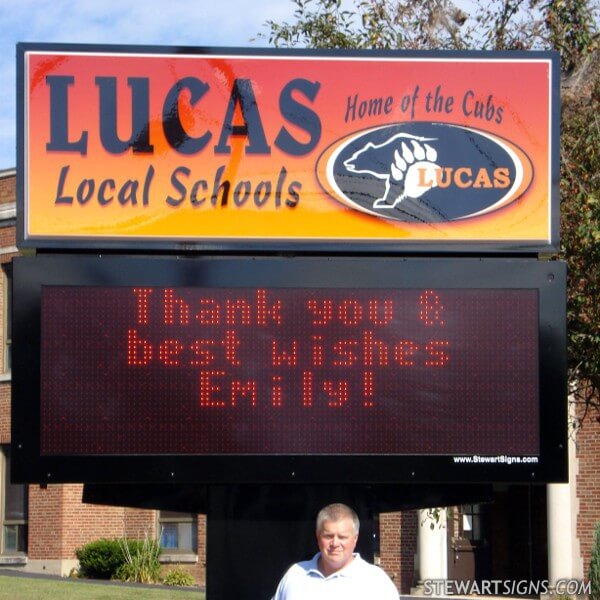 LUCAS
Local Schools
Home of the Cubs
LUCAS
Thank you &
best wishes
Emily!
www.StewartSigns.com
STEWARTSIGNS.COM